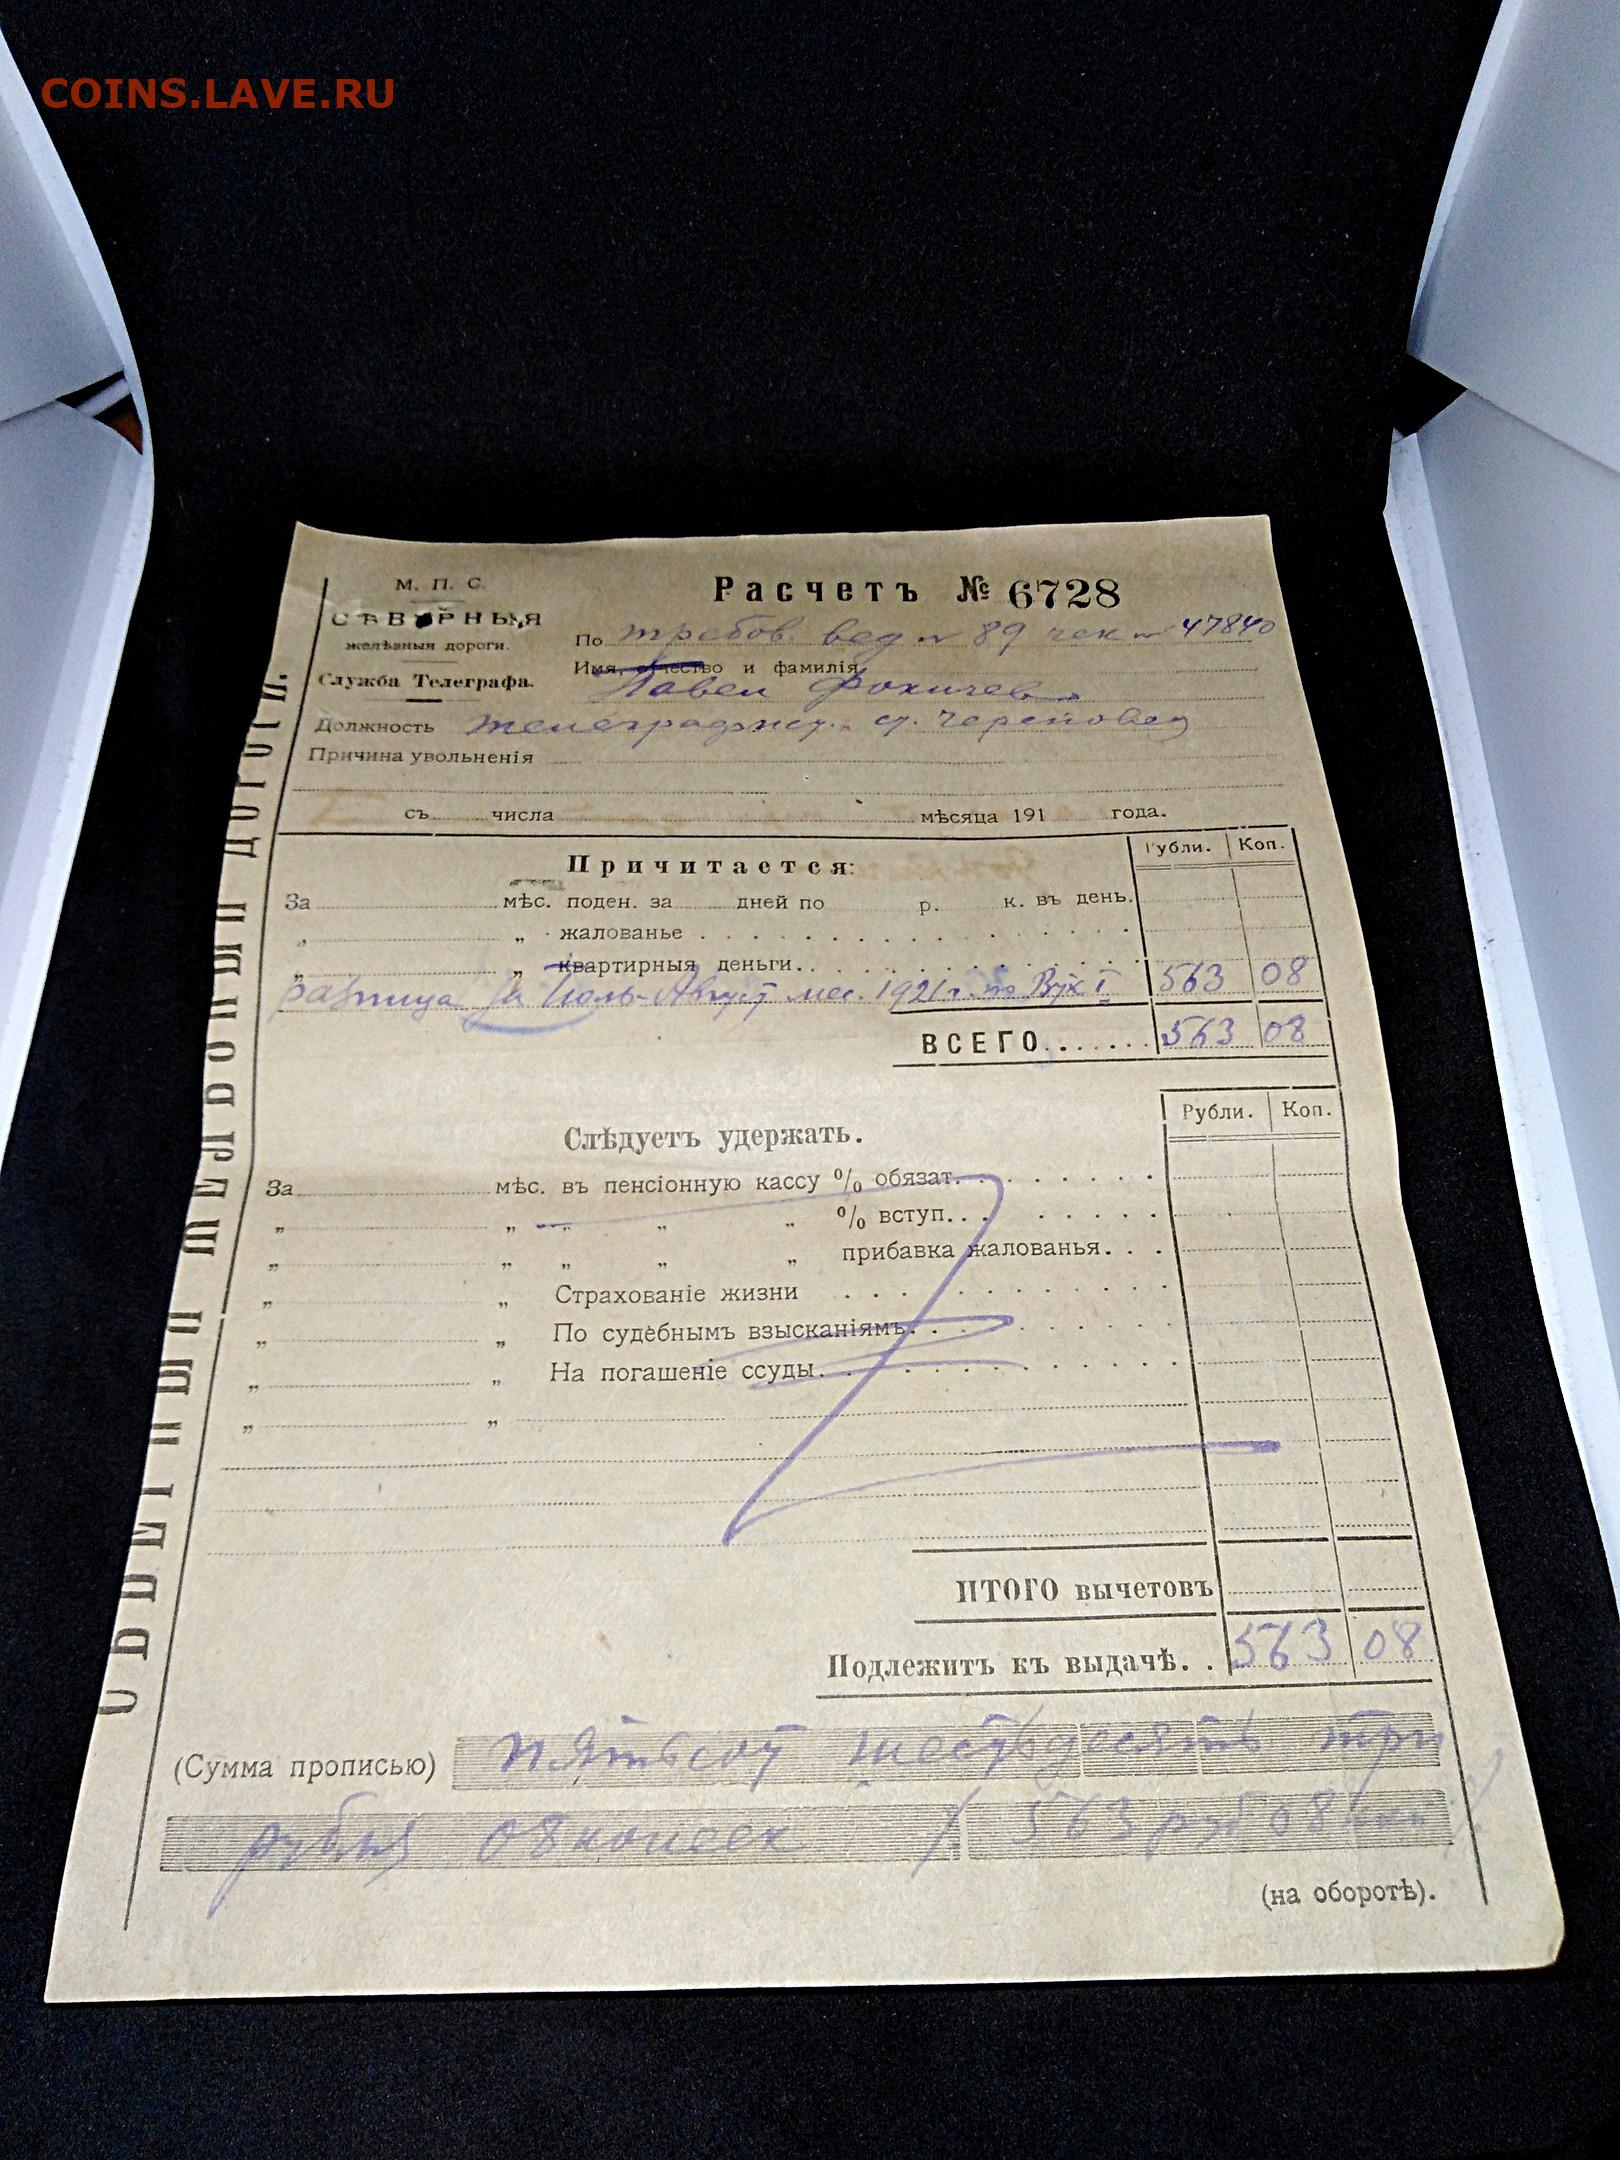 COINS.LAVE.RU
М. П. С.
СѢВЕРНЫЯ
желѣзныя дороги.
Служба Телеграфа.
Расчетъ № 6728
По требов. вед № 89 чек № 47840
Имя, отчество и фамилія
Павел
Должность телеграфист. ст. Череповец
Причина увольненія
съ числа мѣсяца 191 года.
Причитается:
Рубли. Коп.
За мѣс. поден. за дней по р. к. въ день.
„ „ жалованье
„ „ квартирныя деньги.
разница за Июль-Август мес. 1921 г. по 563 08
ВСЕГО 563 08
Слѣдуетъ удержать.
Рубли. Коп.
За мѣс. въ пенсіонную кассу % обязат.
„ „ „ „ „ % вступ.
„ „ „ „ „ прибавка жалованья.
„ „ Страхованіе жизни
„ „ По судебнымъ взысканіямъ.
„ „ На погашеніе ссуды.
„ „
ИТОГО вычетовъ
Подлежитъ къ выдачѣ. 563 08
(Сумма прописью) пятьсот шестьдесять три
рубля 08 копеек /. 563 руб 08 коп /.
(на оборотѣ).